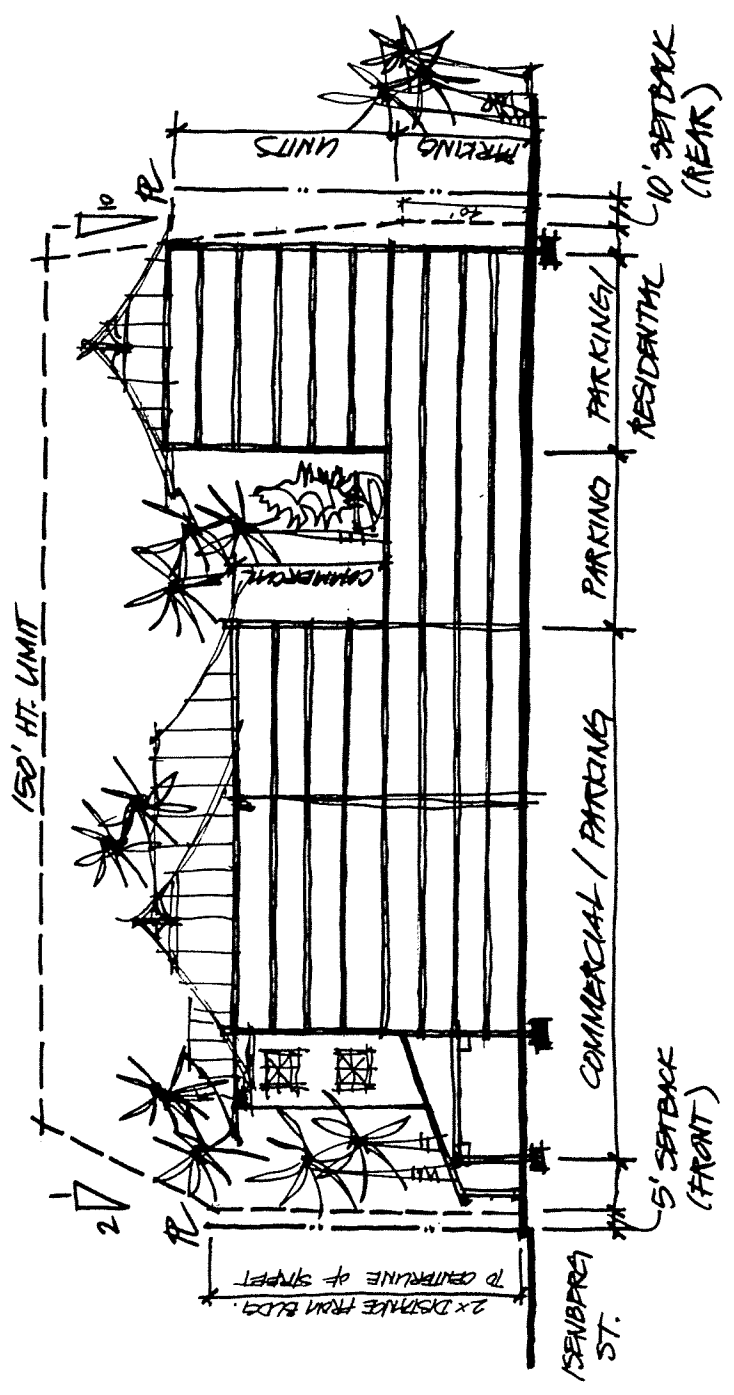 150' HT. LIMIT
1
2
PL
1
10
PL
2 x DISTANCE FROM BLDG.
TO CENTERLINE OF STREET
COMMERCIAL
UNITS
PARKING
ISENBERG
ST.
5' SETBACK
(FRONT)
COMMERCIAL / PARKING
PARKING
PARKING/
RESIDENTIAL
10' SETBACK
(REAR)